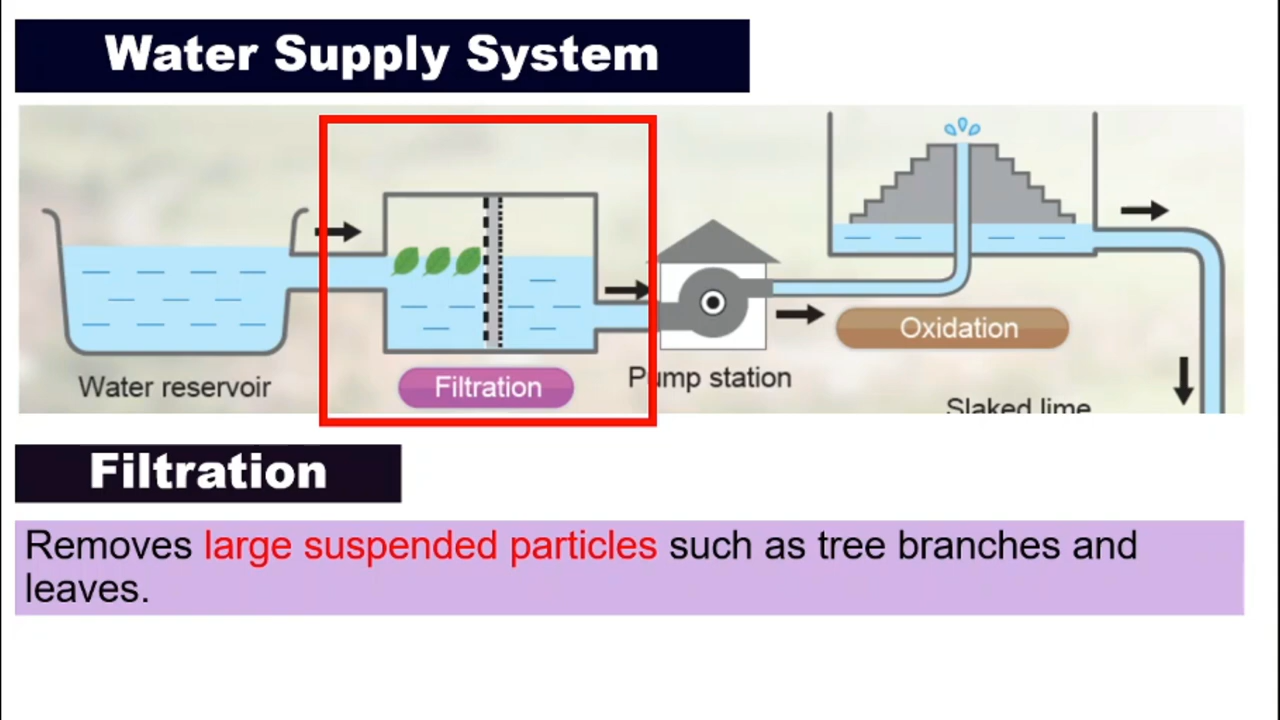 Water Supply System
Water reservoir
Filtration
Pump station
Oxidation
Slaked lime
Filtration
Removes large suspended particles such as tree branches and
leaves.